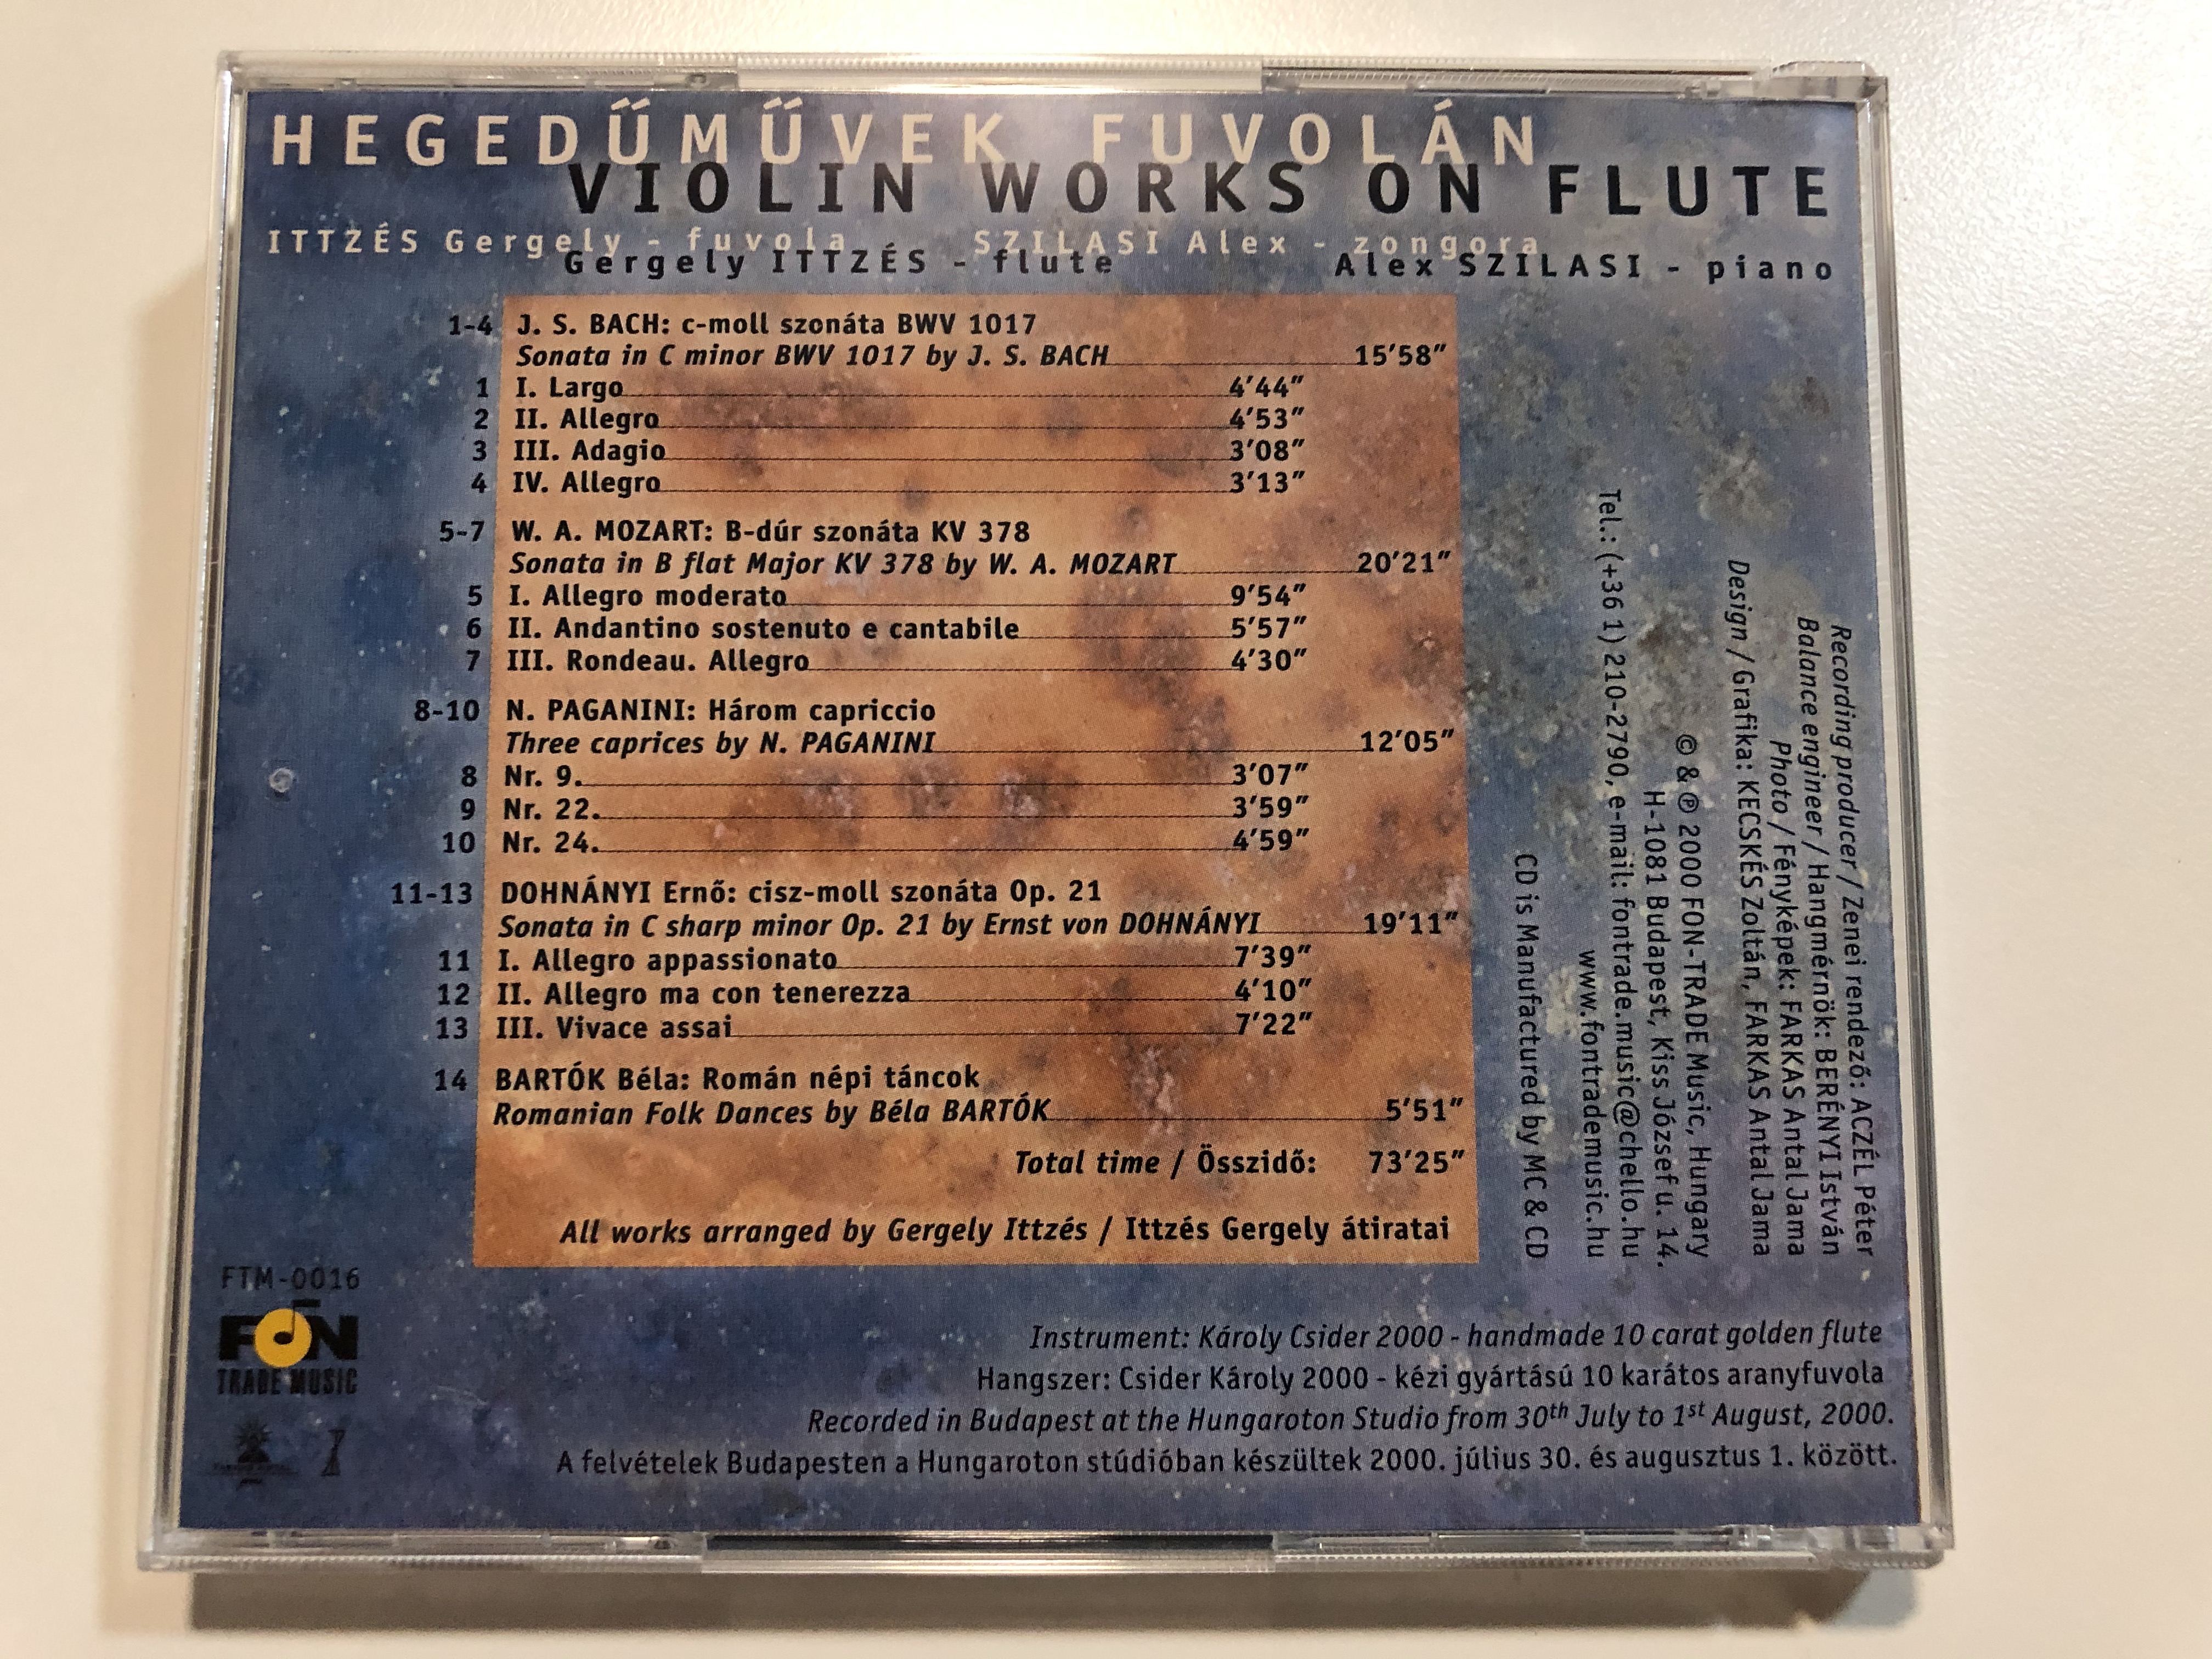 HEGEDŰMŰVEK FUVOLÁN
VIOLIN WORKS ON FLUTE
ITTZÉS Gergely - fuvola SZILASI Alex - zongora
Gergely ITTZÉS - flute Alex SZILASI - piano
1-4 J. S. BACH: c-moll szonáta BWV 1017
Sonata in C minor BWV 1017 by J. S. BACH 15'58"
1 I. Largo 4'44"
2 II. Allegro 4'53"
3 III. Adagio 3'08"
4 IV. Allegro 3'13"
5-7 W. A. MOZART: B-dúr szonáta KV 378
Sonata in B flat Major KV 378 by W. A. MOZART 20'21"
5 I. Allegro moderato 9'54"
6 II. Andantino sostenuto e cantabile 5'57"
7 III. Rondeau. Allegro 4'30"
8-10 N. PAGANINI: Három capriccio
Three caprices by N. PAGANINI 12'05"
8 Nr. 9. 3'07"
9 Nr. 22. 3'59"
10 Nr. 24. 4'59"
11-13 DOHNÁNYI Ernő: cisz-moll szonáta Op. 21
Sonata in C sharp minor Op. 21 by Ernst von DOHNÁNYI 19'11"
11 I. Allegro appassionato 7'39"
12 II. Allegro ma con tenerezza 4'10"
13 III. Vivace assai 7'22"
14 BARTÓK Béla: Román népi táncok
Romanian Folk Dances by Béla BARTÓK 5'51"
Total time / Összidő: 73'25"
All works arranged by Gergely Ittzés / Ittzés Gergely átiratai
Recording producer / Zenei rendező: ACZÉL Péter
Balance enginer / Hangmérnök: BERÉNYI István
Photo / Fényképek: FARKAS Antal Jama
Design / Grafika: KECSKÉS Zoltán, FARKAS Antal Jama
© & ℗ 2000 FON-TRADE Music, Hungary
H-1081 Budapest, Kiss József u. 14.
Tel.: (+36 1) 210-2790, e-mail: fontrade.music@chello.hu
www.fontrademusic.hu
CD is Manufactured by MC & CD
FTM-0016
FON
TRADE MUSIC
Instrument: Károly Csider 2000 - handmade 10 carat golden flute
Hangszer: Csider Károly 2000 - kézi gyártású 10 karátos aranyfuvola
Recorded in Budapest at the Hungaroton Studio from 30th July to 1st August, 2000.
A felvételek Budapesten a Hungaroton stúdióban készültek 2000. július 30. és augusztus 1. között.